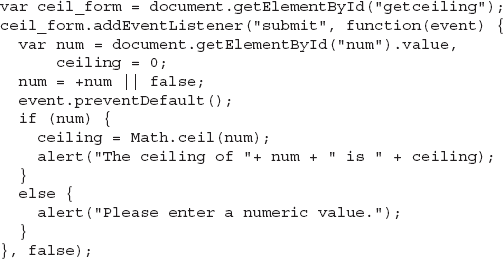 var ceil_form = document.getElementById("getceiling");
ceil_form.addEventListener("submit", function(event) {
  var num = document.getElementById("num").value,
      ceiling = 0;
  num = +num || false;
  event.preventDefault();
  if (num) {
    ceiling = Math.ceil(num);
    alert("The ceiling of "+ num + " is " + ceiling);
  }
  else {
    alert("Please enter a numeric value.");
  }
}, false);